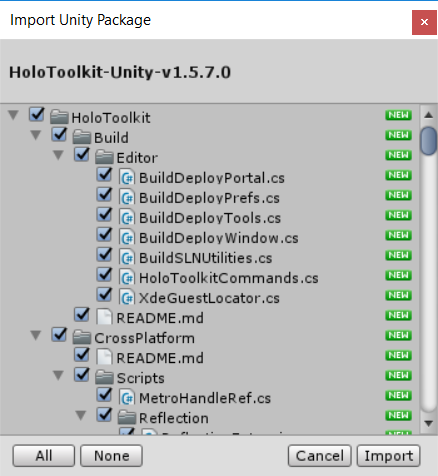 Import Unity Package
HoloToolkit-Unity-v1.5.7.0
HoloToolkit NEW
Build NEW
Editor NEW
BuildDeployPortal.cs NEW
BuildDeployPrefs.cs NEW
BuildDeployTools.cs NEW
BuildDeployWindow.cs NEW
BuildSLNUtilities.cs NEW
HoloToolkitCommands.cs NEW
XdeGuestLocator.cs NEW
README.md NEW
CrossPlatform NEW
README.md NEW
Scripts NEW
MetroHandleRef.cs NEW
Reflection NEW
All None Cancel Import